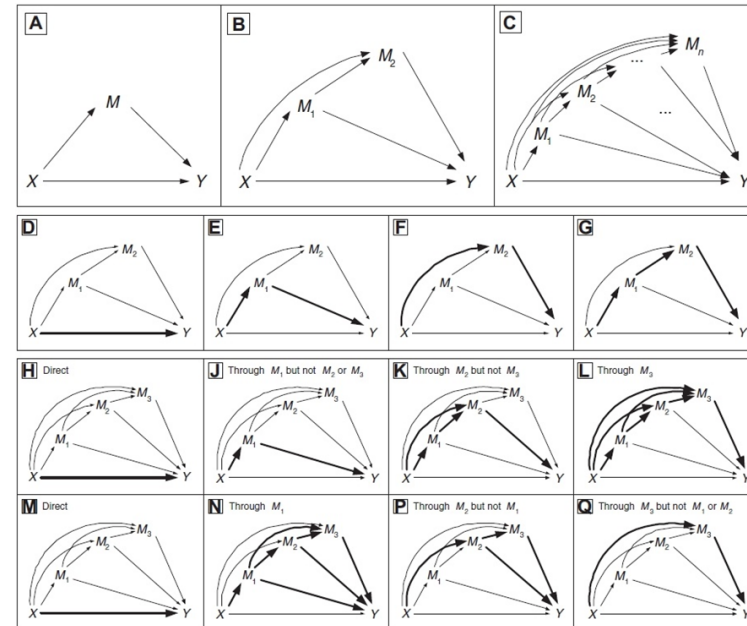 A
M
X
Y
B
M2
M1
X
Y
C
Mn
...
M2
...
M1
X
Y
D
M2
M1
X
Y
E
M2
M1
X
Y
F
M2
M1
X
Y
G
M2
M1
X
Y
H Direct
M3
M2
M1
X
Y
J Through M1 but not M2 or M3
M3
M2
M1
X
Y
K Through M2 but not M3
M3
M2
M1
X
Y
L Through M3
M3
M2
M1
X
Y
M Direct
M3
M2
M1
X
Y
N Through M1
M3
M2
M1
X
Y
P Through M2 but not M1
M3
M2
M1
X
Y
Q Through M3 but not M1 or M2
M3
M2
M1
X
Y